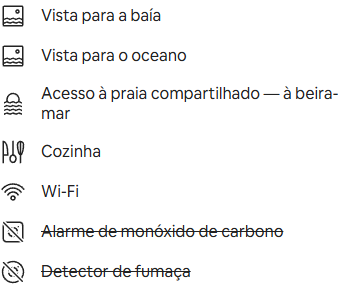 Vista para a baía
Vista para o oceano
Acesso à praia compartilhado — à beira-
mar
Cozinha
Wi-Fi
Alarme de monóxido de carbono
Detector de fumaça